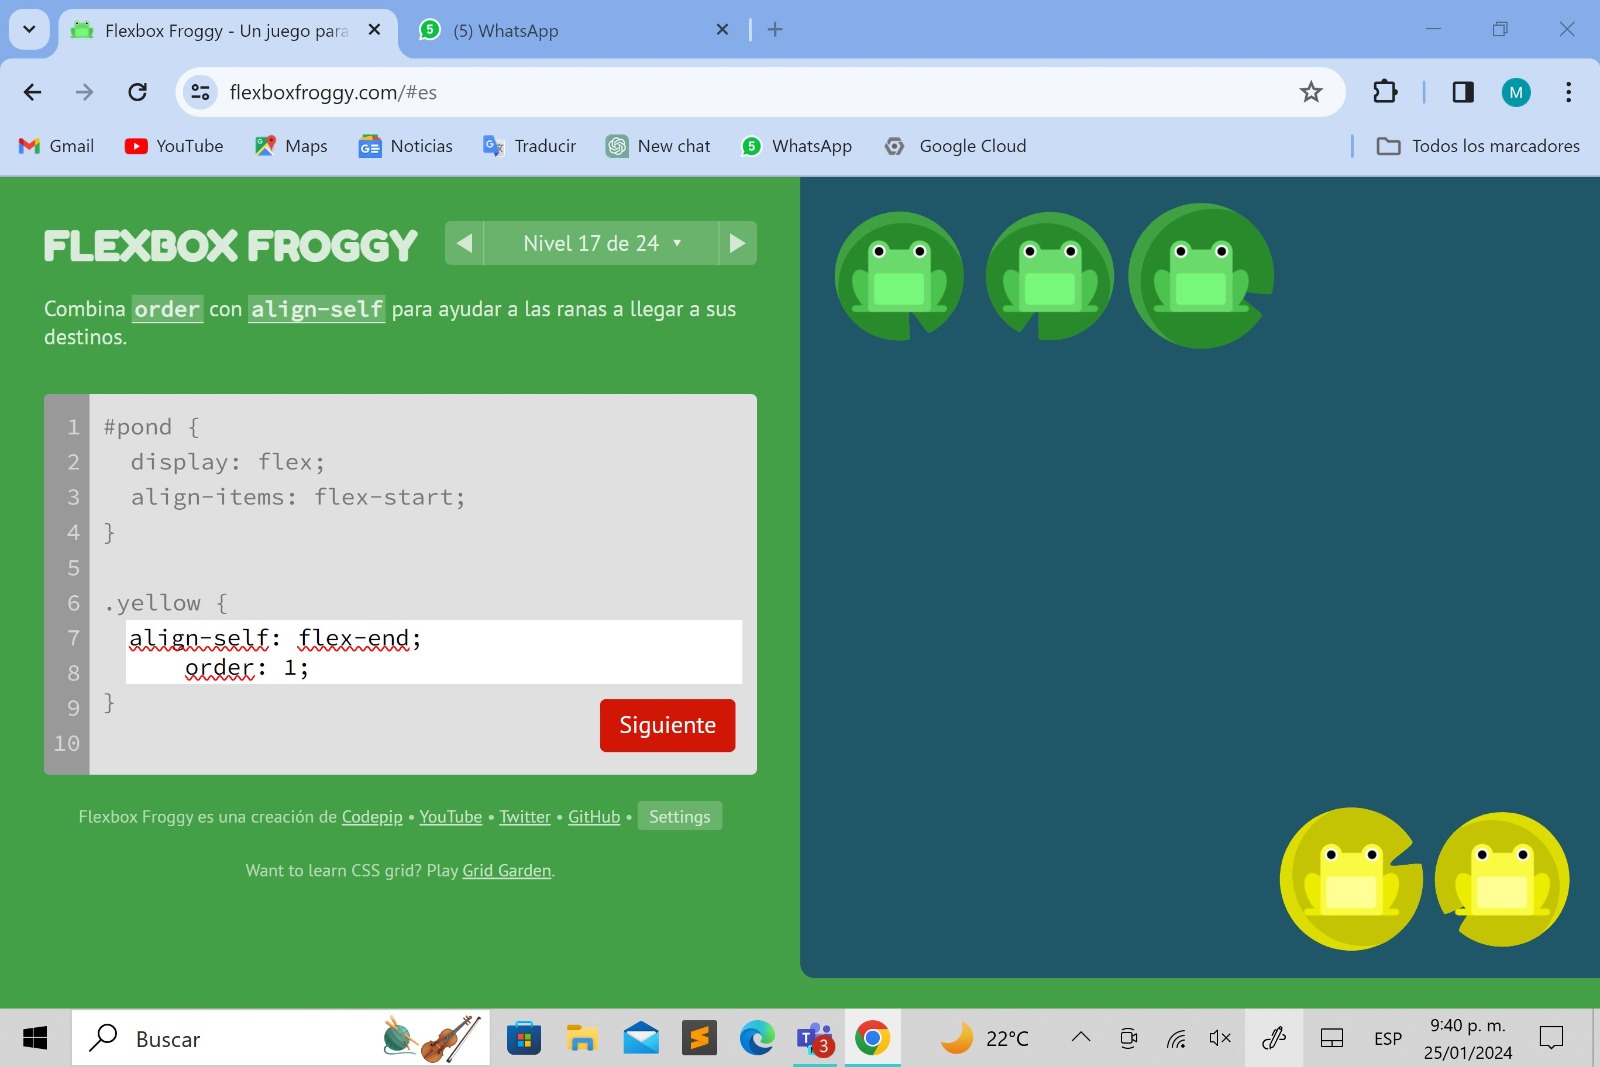 Flexbox Froggy - Un juego para
5 (5) WhatsApp
flexboxfroggy.com/#es
M
Gmail YouTube Maps Noticias Traducir New chat 5 WhatsApp Google Cloud Todos los marcadores
FLEXBOX FROGGY
Nivel 17 de 24 ▼
Combina order con align-self para ayudar a las ranas a llegar a sus
destinos.
1 #pond {
2 display: flex;
3 align-items: flex-start;
4 }
5
6 .yellow {
7 align-self: flex-end;
8 order: 1;
9 }
10
Siguiente
Flexbox Froggy es una creación de Codepip • YouTube • Twitter • GitHub • Settings
Want to learn CSS grid? Play Grid Garden.
Buscar
3
22°C
ESP
9:40 p. m.
25/01/2024